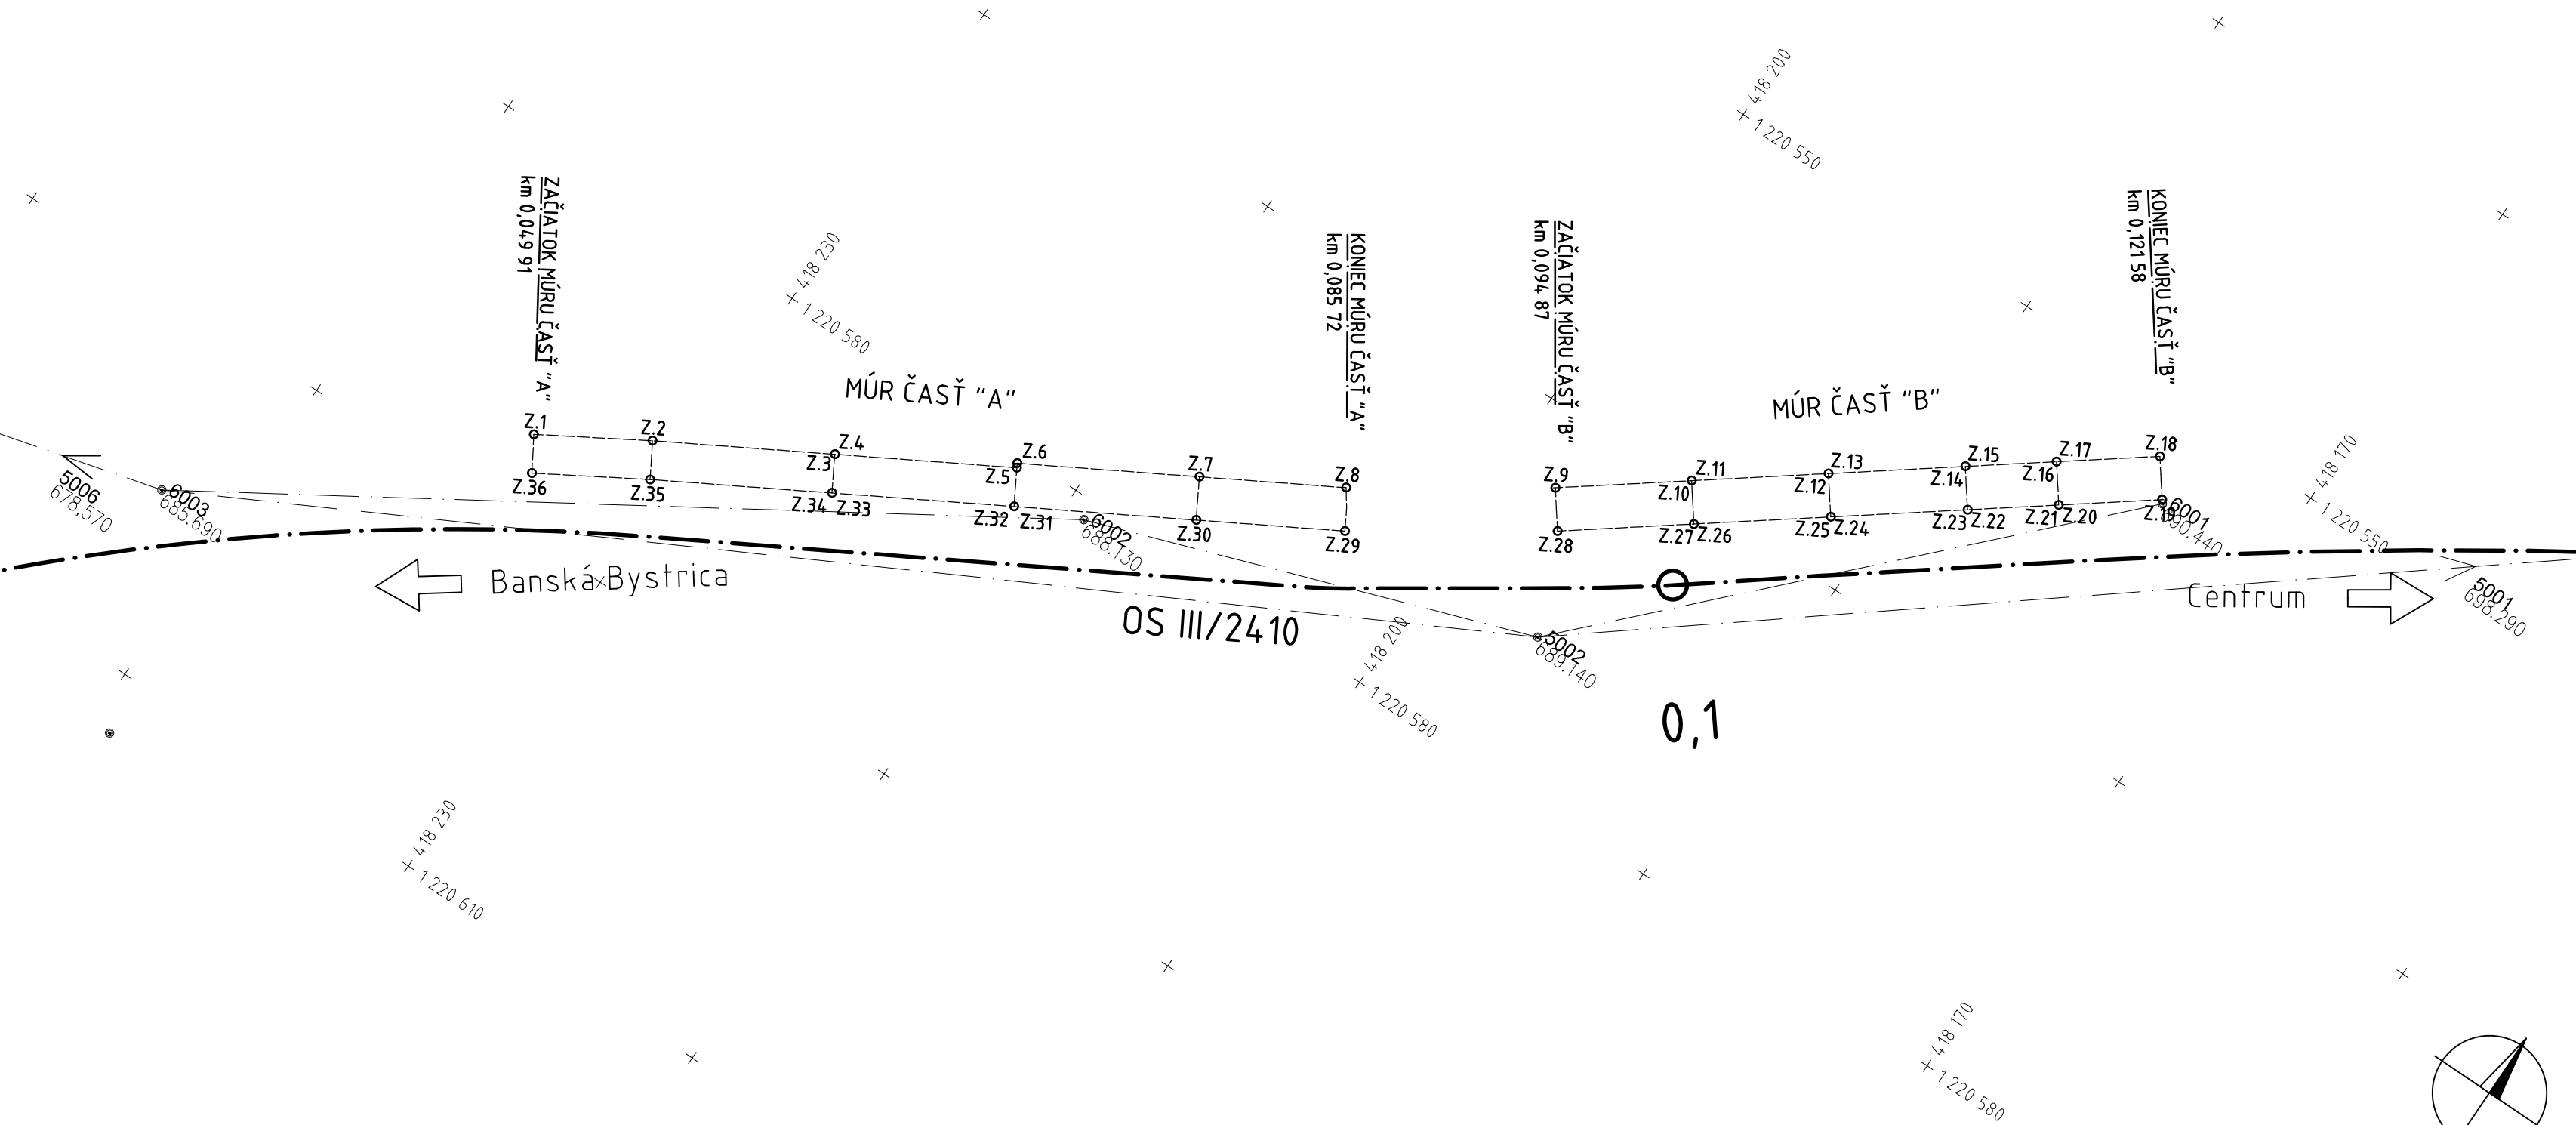 418 200
1 220 550
ZAČIATOK MÚRU ČASŤ "A"
km 0,049 91
418 230
1 220 580
KONIEC MÚRU ČASŤ "A"
km 0,085 72
ZAČIATOK MÚRU ČASŤ "B"
km 0,094 87
KONIEC MÚRU ČASŤ "B"
km 0,121 58
MÚR ČASŤ "A"
MÚR ČASŤ "B"
Z.1
Z.2
Z.3
Z.4
Z.5
Z.6
Z.7
Z.8
Z.9
Z.10
Z.11
Z.12
Z.13
Z.14
Z.15
Z.16
Z.17
Z.18
Z.36
Z.35
Z.34
Z.33
Z.32
Z.31
Z.30
Z.29
Z.28
Z.27
Z.26
Z.25
Z.24
Z.23
Z.22
Z.21
Z.20
Z.19
5006
678,570
6003
685.690
6002
688.130
6001
690.440
418 170
1 220 550
Banská Bystrica
OS III/2410
Centrum
5001
698.290
5002
689.140
418 200
1 220 580
0,1
418 230
1 220 610
418 170
1 220 580